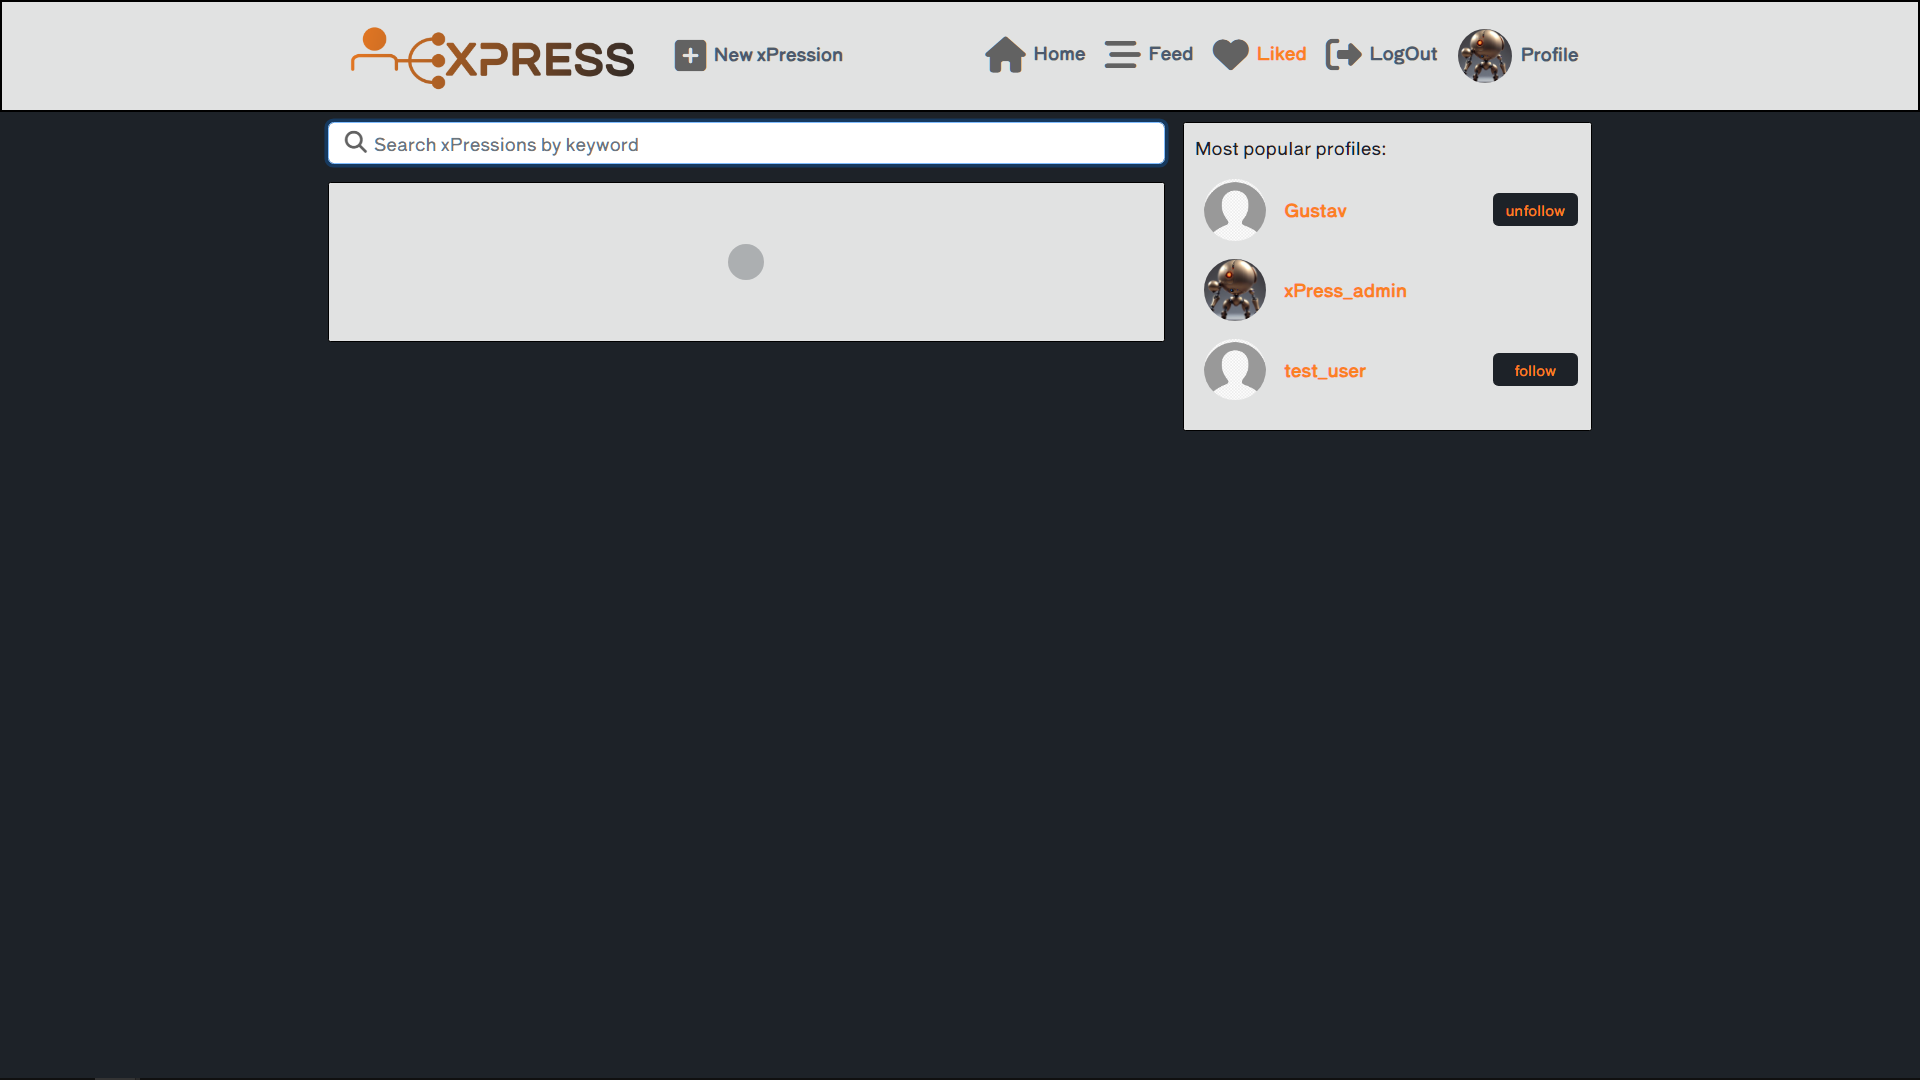 XPRESS
New xPression
Home
Feed
Liked
LogOut
Profile
Search xPressions by keyword
Most popular profiles:
Gustav
unfollow
xPress_admin
test_user
follow